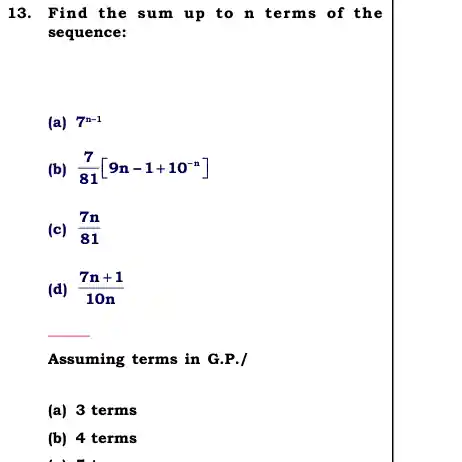 13. Find the sum up to n terms of the
sequence:
(a) 7ⁿ⁻¹
(b) 7/81 [9n – 1 + 10⁻ⁿ]
(c) 7n/81
(d) 7n + 1/10n
Assuming terms in G.P./
(a) 3 terms
(b) 4 terms